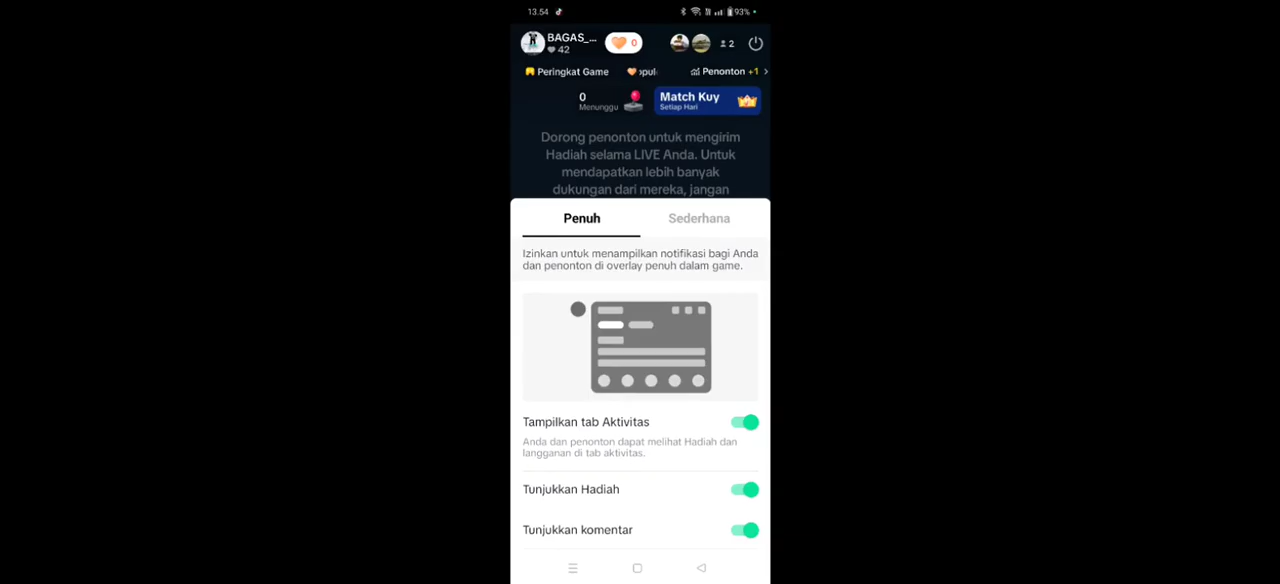 13.54
93%
BAGAS_...
42
0
2
Peringkat Game
opul
Penonton +1 >
0
Menunggu
Match Kuy
Setiap Hari
Dorong penonton untuk mengirim
Hadiah selama LIVE Anda. Untuk
mendapatkan lebih banyak
dukungan dari mereka, jangan
Penuh
Sederhana
Izinkan untuk menampilkan notifikasi bagi Anda
dan penonton di overlay penuh dalam game.
Tampilkan tab Aktivitas
Anda dan penonton dapat melihat Hadiah dan
langganan di tab aktivitas.
Tunjukkan Hadiah
Tunjukkan komentar